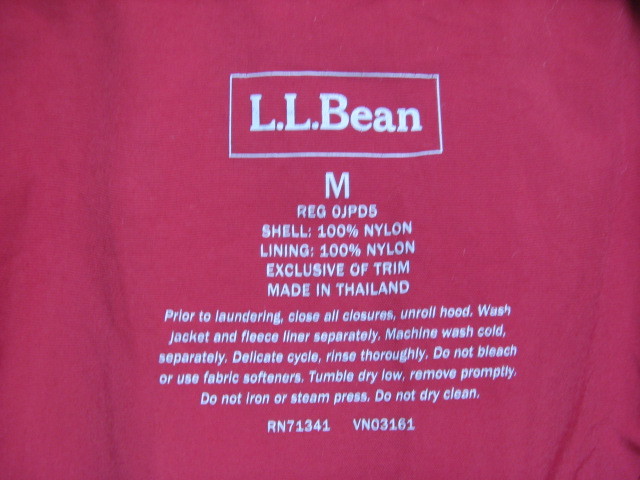 L.L.Bean
M
REG 0JPD5
SHELL: 100% NYLON
LINING: 100% NYLON
EXCLUSIVE OF TRIM
MADE IN THAILAND
Prior to laundering, close all closures, unroll hood. Wash
jacket and fleece liner separately. Machine wash cold,
separately. Delicate cycle, rinse thoroughly. Do not bleach
or use fabric softeners. Tumble dry low, remove promptly.
Do not iron or steam press. Do not dry clean.
RN71341 VN03161